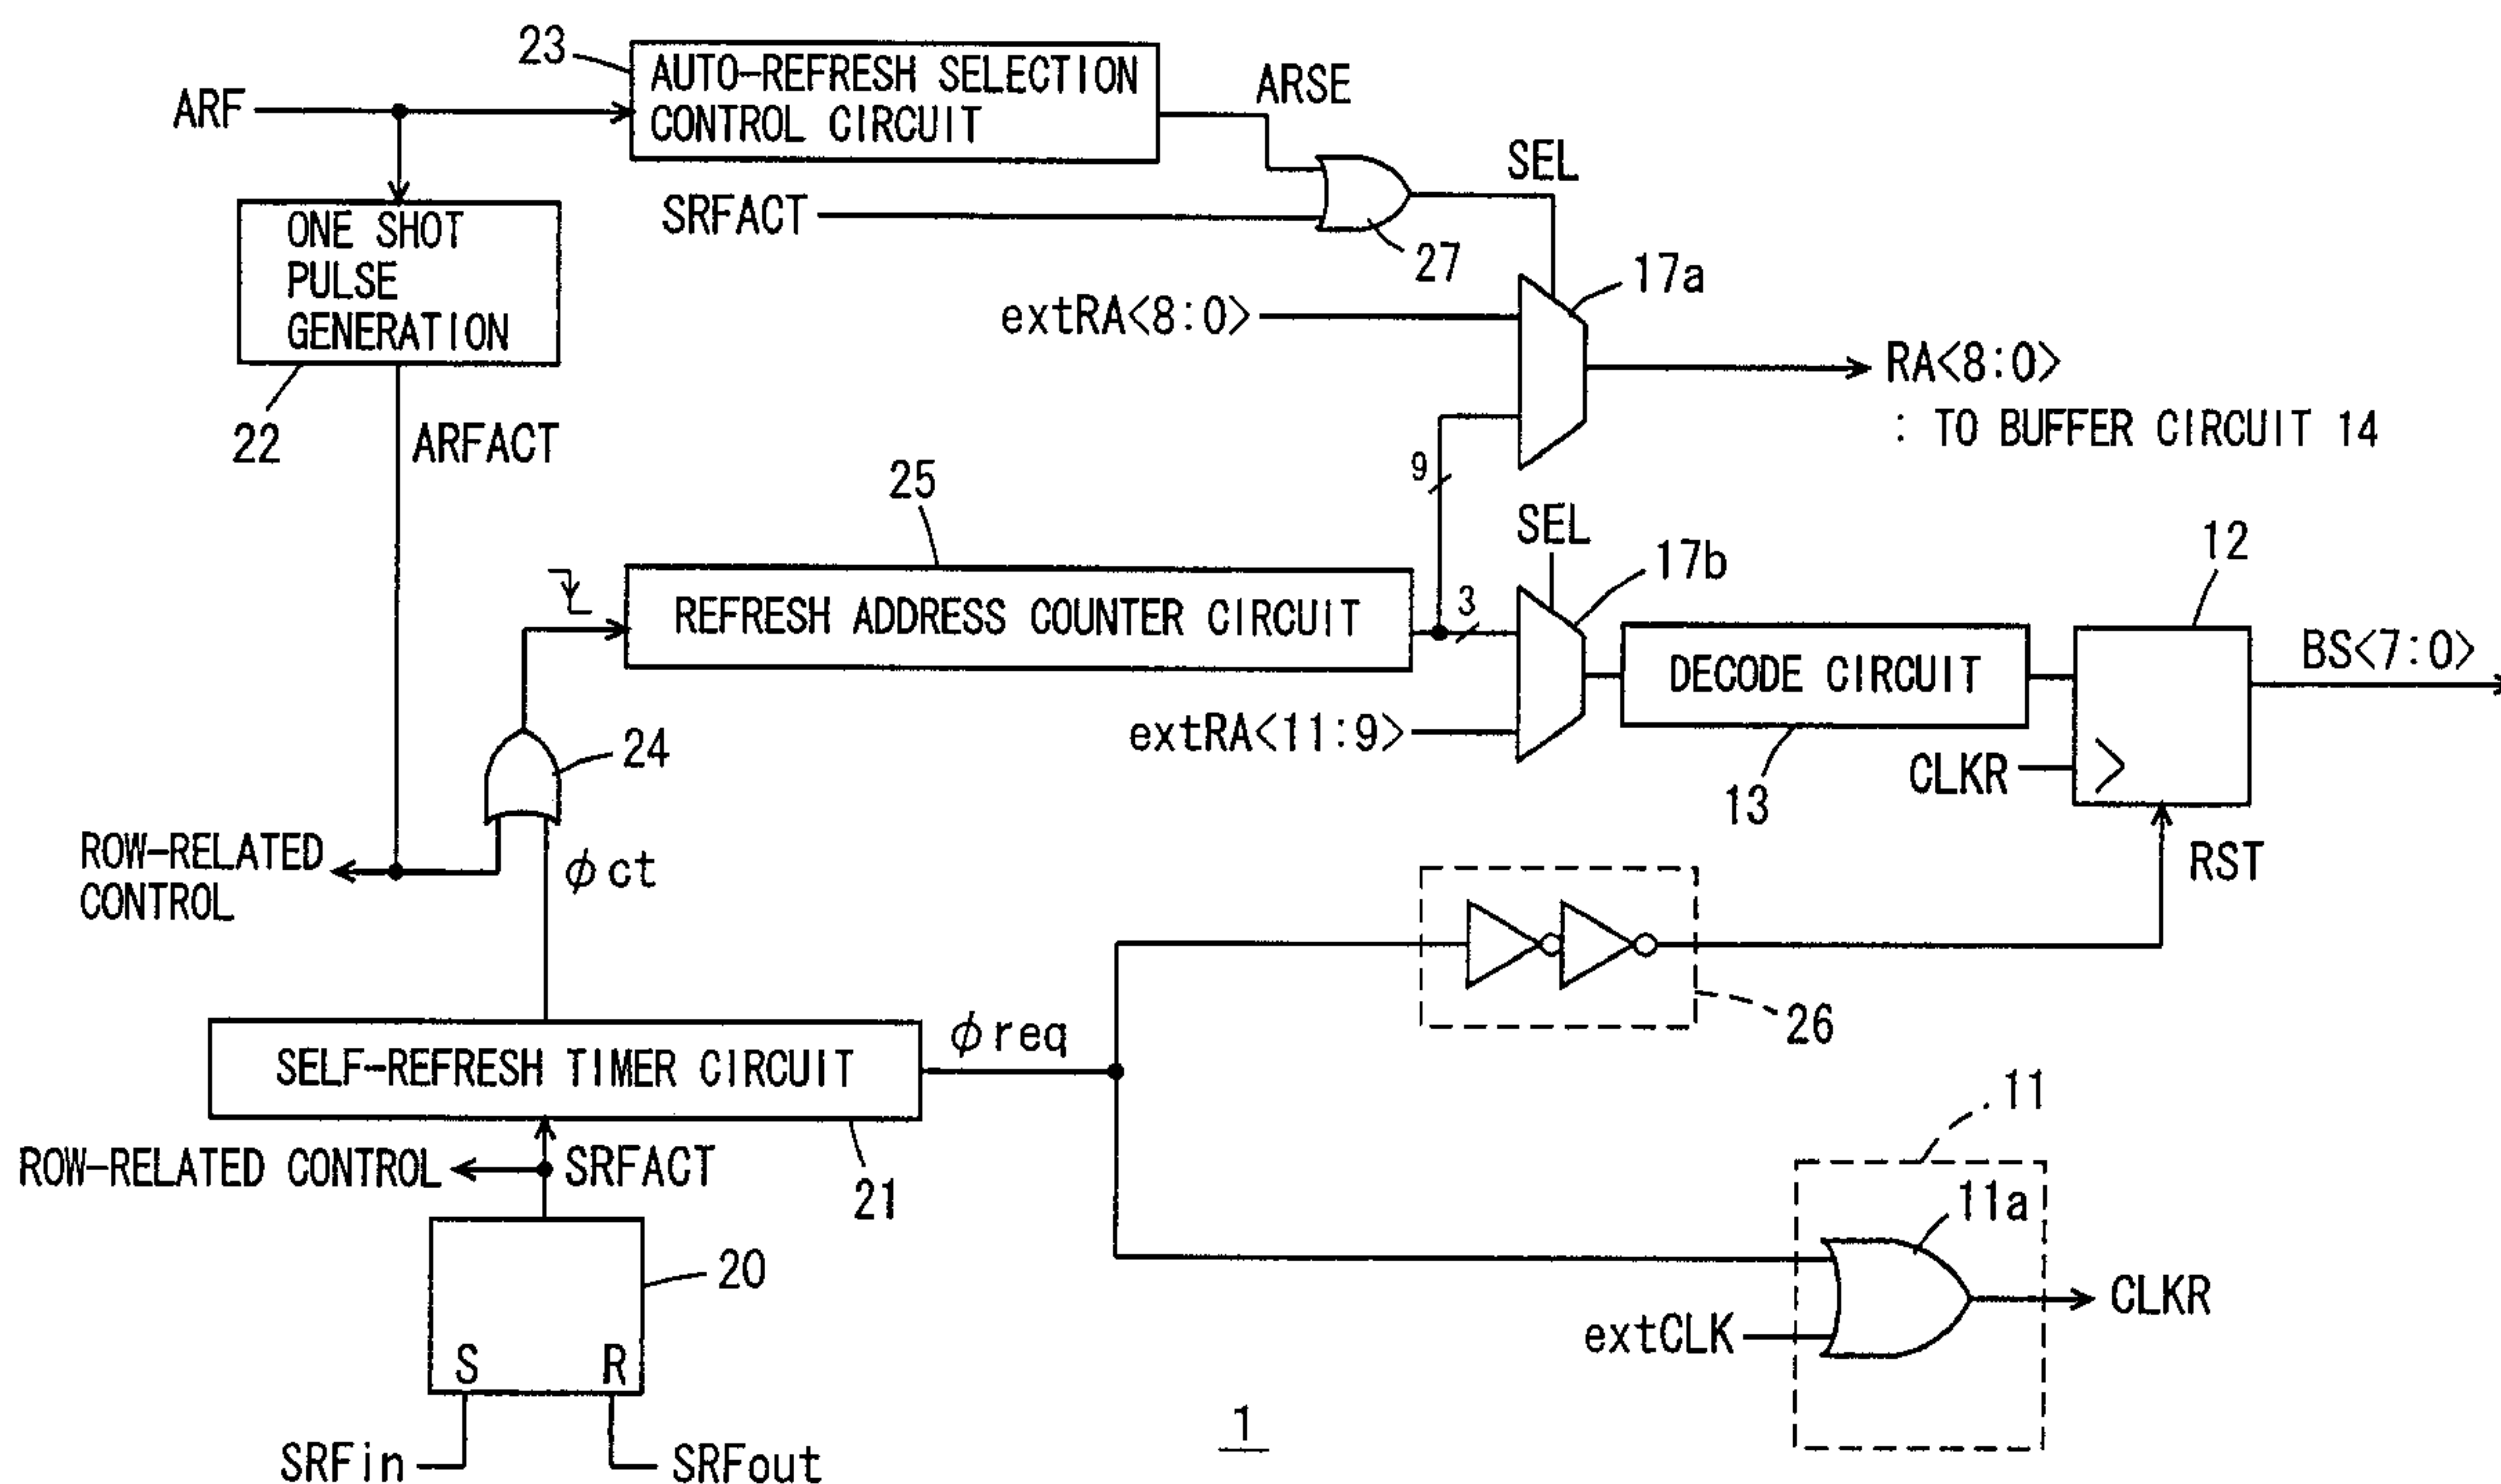 23
AUTO-REFRESH SELECTION
CONTROL CIRCUIT
ARF
ARSE
SEL
ONE SHOT
PULSE
GENERATION
SRFACT
27
17a
extRA<8:0>
RA<8:0>
: TO BUFFER CIRCUIT 14
22
ARFACT
9
25
SEL
17b
12
REFRESH ADDRESS COUNTER CIRCUIT
3
DECODE CIRCUIT
BS<7:0>
24
extRA<11:9>
CLKR
13
ROW-RELATED
CONTROL
φct
RST
26
φreq
SELF-REFRESH TIMER CIRCUIT
11
ROW-RELATED CONTROL
SRFACT
21
11a
20
CLKR
extCLK
S
R
1
SRFin
SRFout